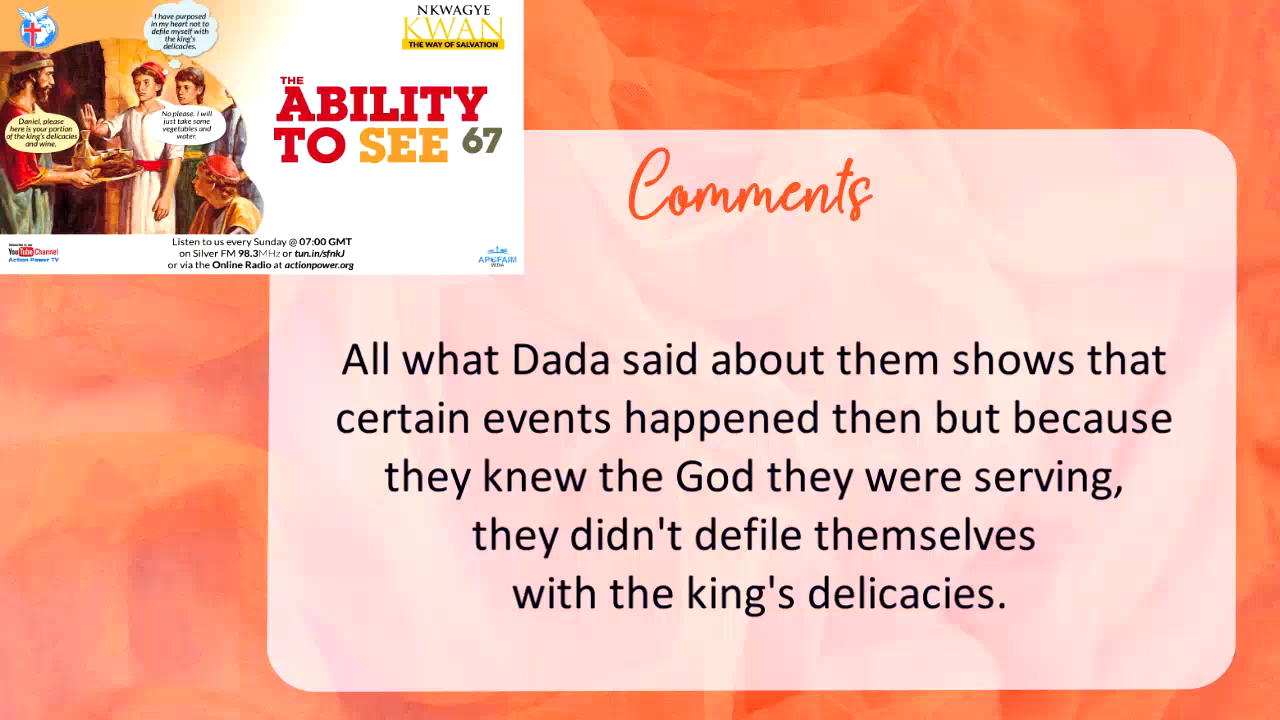 I have purposed
in my heart not to
defile myself with
the king's
delicacies.
NKWAGYE
KWAN
THE WAY OF SALVATION
Daniel, please
here is your portion
of the king's delicacies
and wine.
No please. I will
just take some
vegetables and
water.
THE
ABILITY
TO SEE 67
Listen to us every Sunday @ 07:00 GMT
on Silver FM 98.3MHz or tun.in/sfnkJ
or via the Online Radio at actionpower.org
YouTube Channel
Action Power TV
Comments
All what Dada said about them shows that
certain events happened then but because
they knew the God they were serving,
they didn't defile themselves
with the king's delicacies.